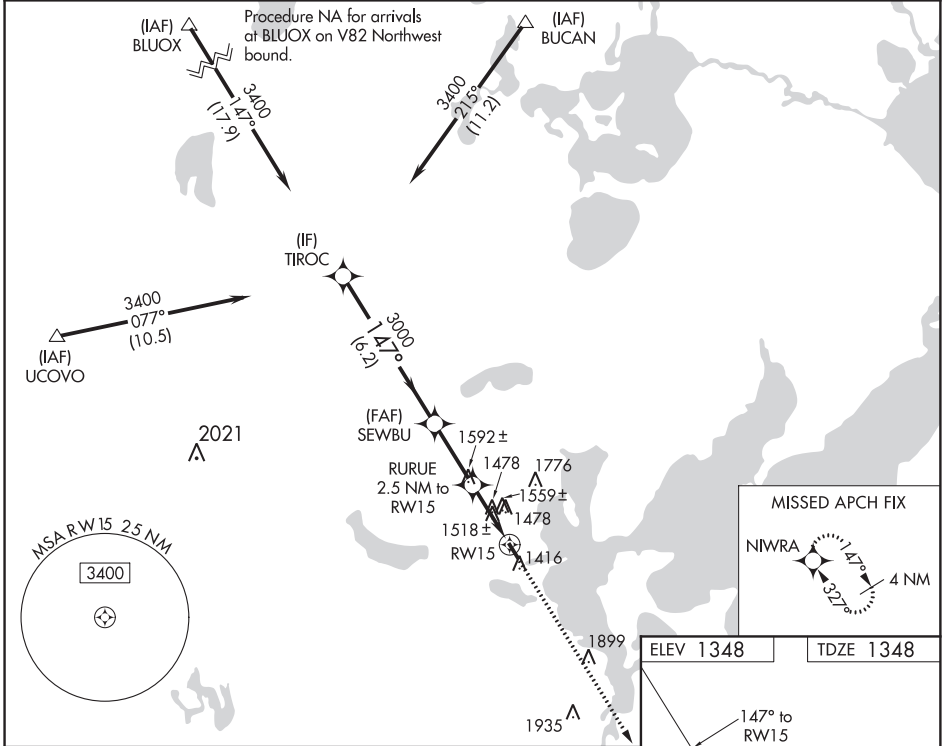 Procedure NA for arrivals
at BLUOX on V82 Northwest
bound.
(IAF)
BLUOX
(IAF)
BUCAN
3400
147°
(17.9)
3400
215°
(11.2)
(IF)
TIROC
3400
077°
(10.5)
(IAF)
UCOVO
3000
147°
(6.2)
(FAF)
SEWBU
2021
1592±
RURUE
2.5 NM to
RW15
1478
1776
1559±
1478
1518±
RW15
1416
MISSED APCH FIX
NIWRA
147°
4 NM
327°
MSA RW15 25 NM
3400
1899
1935
ELEV 1348
TDZE 1348
147° to
RW15